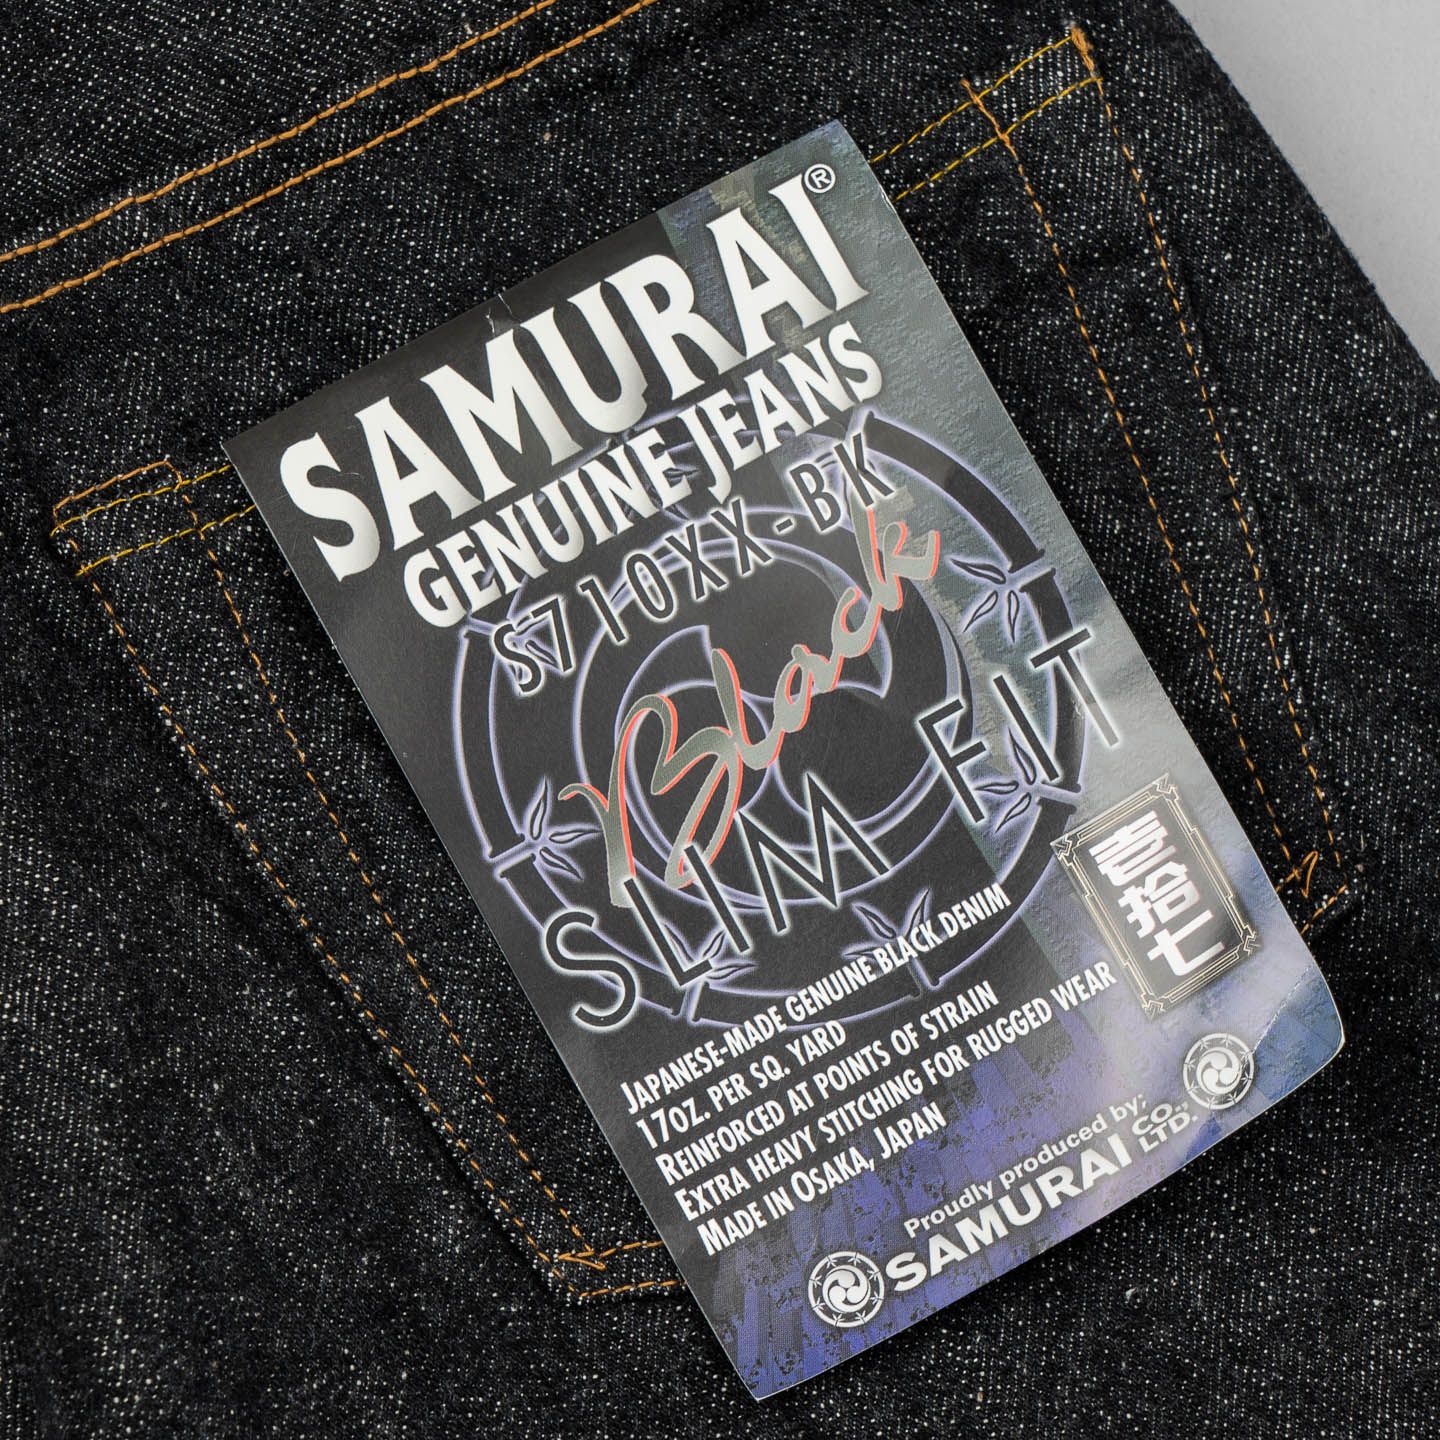 SAMURAI®
GENUINE JEANS
S710XX-BK
Black
SLIM FIT
壱拾七
JAPANESE-MADE GENUINE BLACK DENIM
17OZ. PER SQ. YARD
REINFORCED AT POINTS OF STRAIN
EXTRA HEAVY STITCHING FOR RUGGED WEAR
MADE IN OSAKA, JAPAN
Proudly produced by;
SAMURAI CO., LTD.